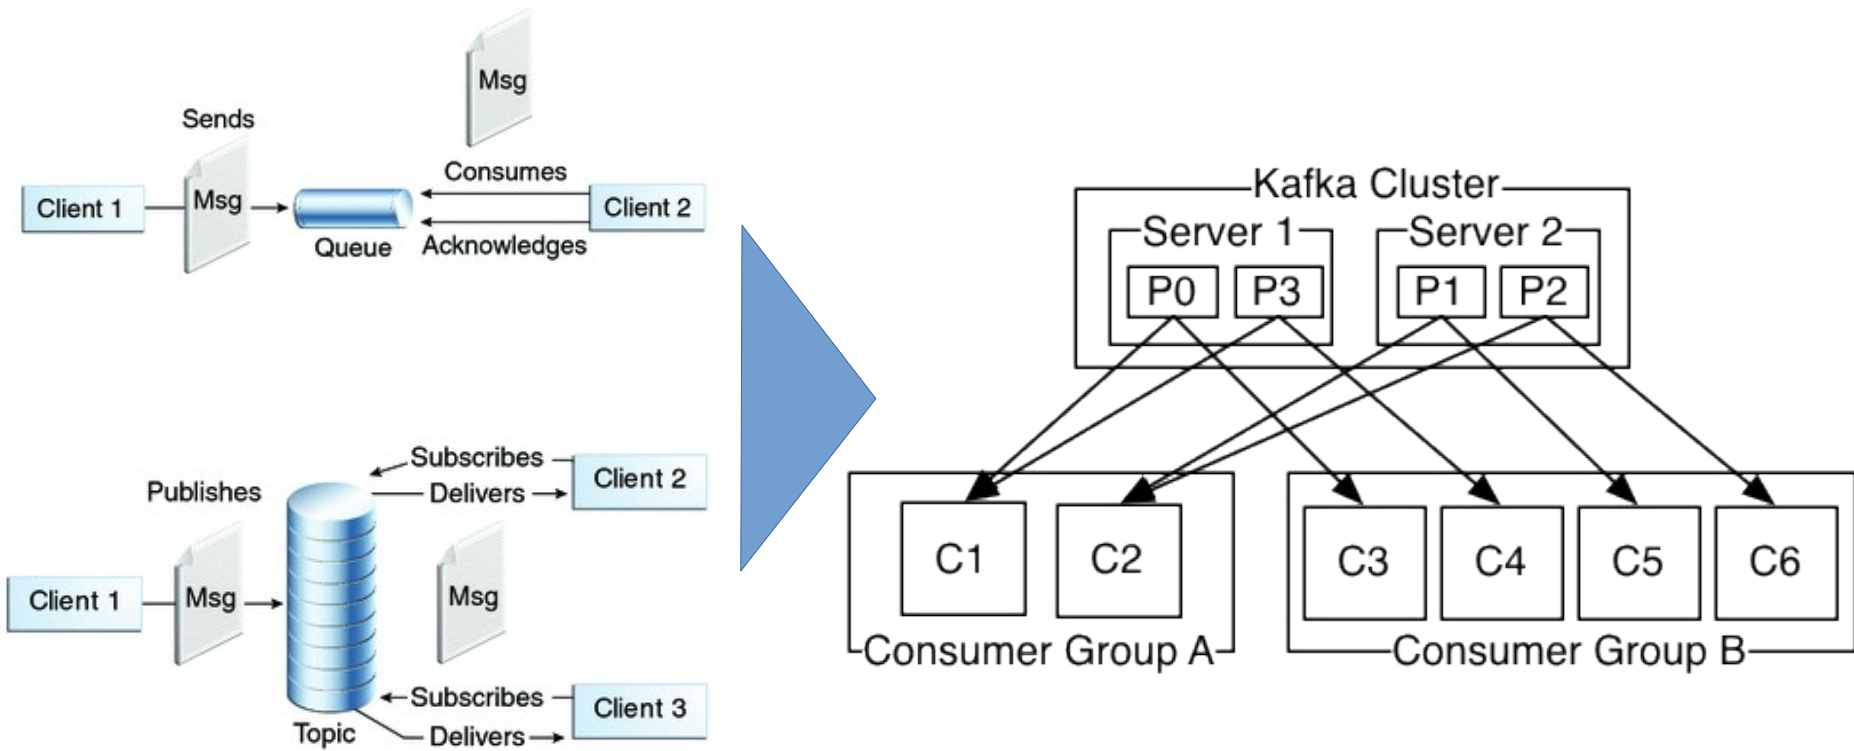 Msg
Sends
Msg
Consumes
Client 1
Client 2
Queue
Acknowledges
Subscribes
Client 2
Publishes
Delivers
Client 1
Msg
Msg
Subscribes
Client 3
Topic
Delivers
Kafka Cluster
Server 1
Server 2
P0
P3
P1
P2
C1
C2
C3
C4
C5
C6
Consumer Group A
Consumer Group B